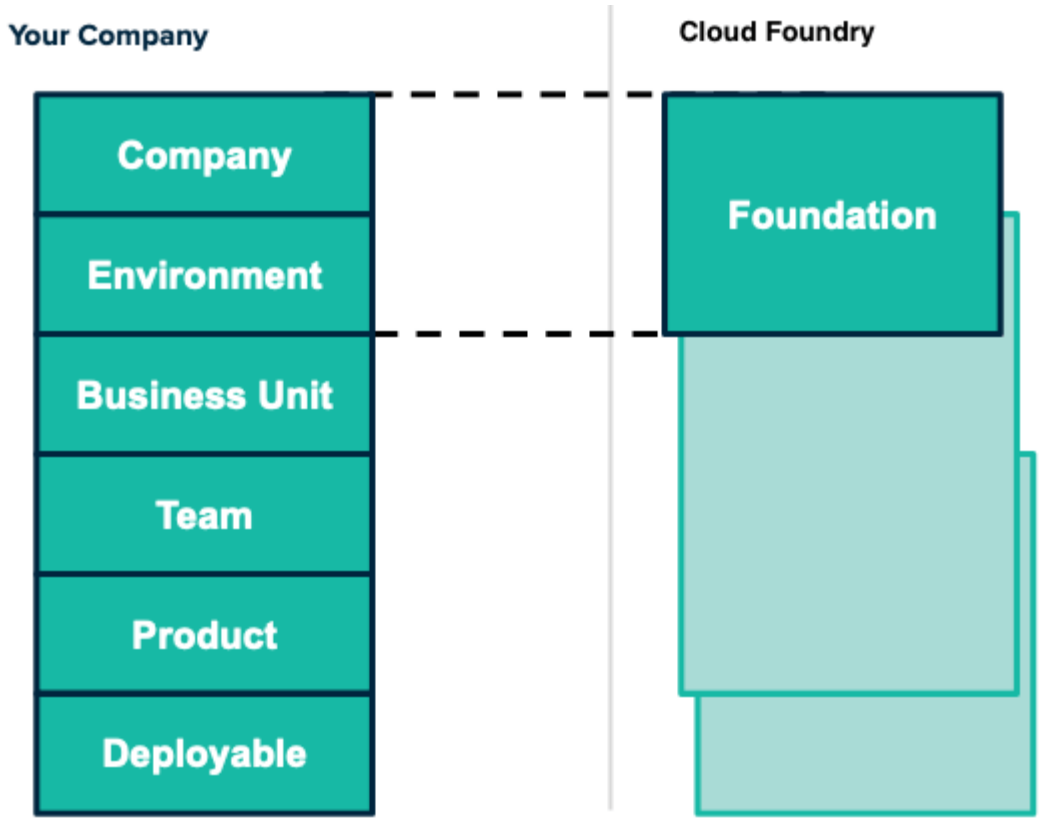 Your Company
Cloud Foundry
Company
Environment
Business Unit
Team
Product
Deployable
Foundation